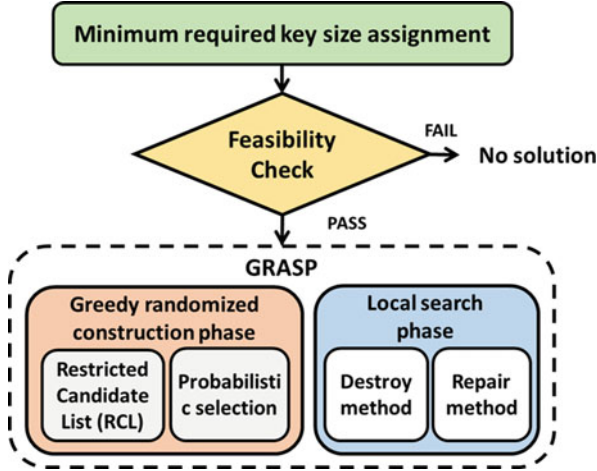 Minimum required key size assignment
Feasibility
Check
FAIL
No solution
PASS
GRASP
Greedy randomized
construction phase
Restricted
Candidate
List (RCL)
Probabilisti
c selection
Local search
phase
Destroy
method
Repair
method